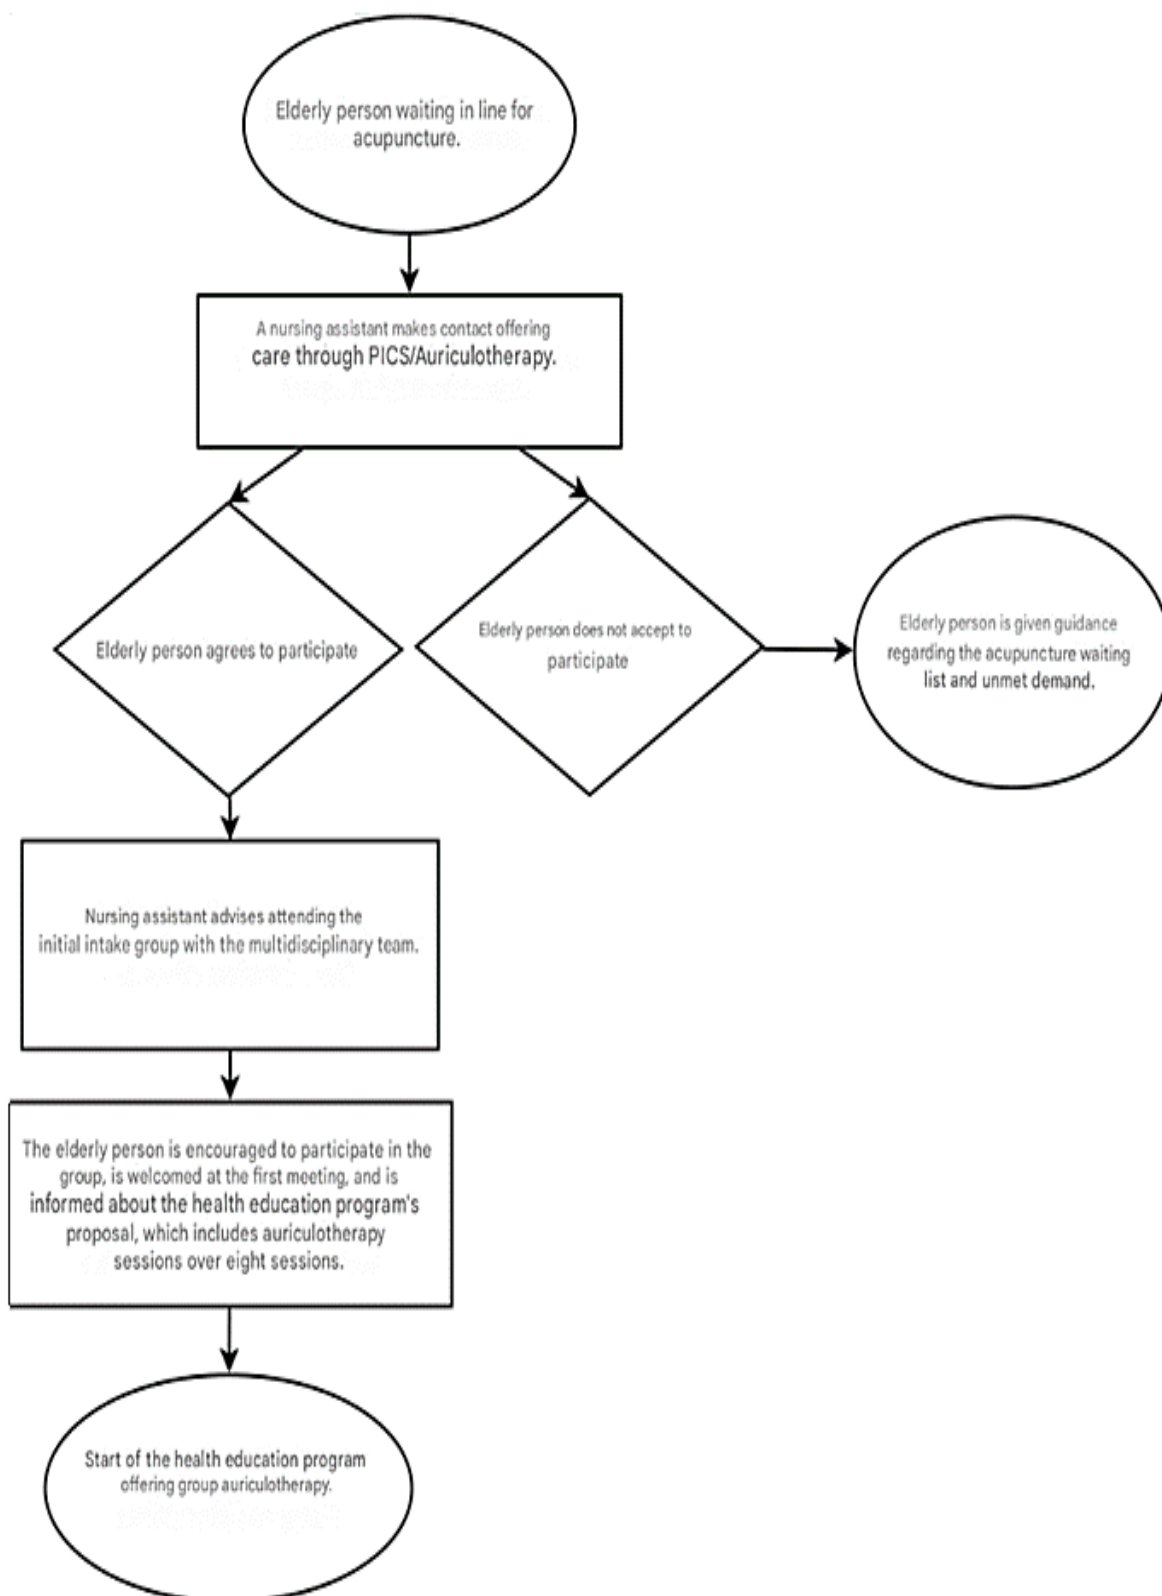 Elderly person waiting in line for
acupuncture.
A nursing assistant makes contact offering
care through PICS/Auriculotherapy.
Elderly person agrees to participate
Elderly person does not accept to
participate
Elderly person is given guidance
regarding the acupuncture waiting
list and unmet demand.
Nursing assistant advises attending the
initial intake group with the multidisciplinary team.
The elderly person is encouraged to participate in the
group, is welcomed at the first meeting, and is
informed about the health education program's
proposal, which includes auriculotherapy
sessions over eight sessions.
Start of the health education program
offering group auriculotherapy.